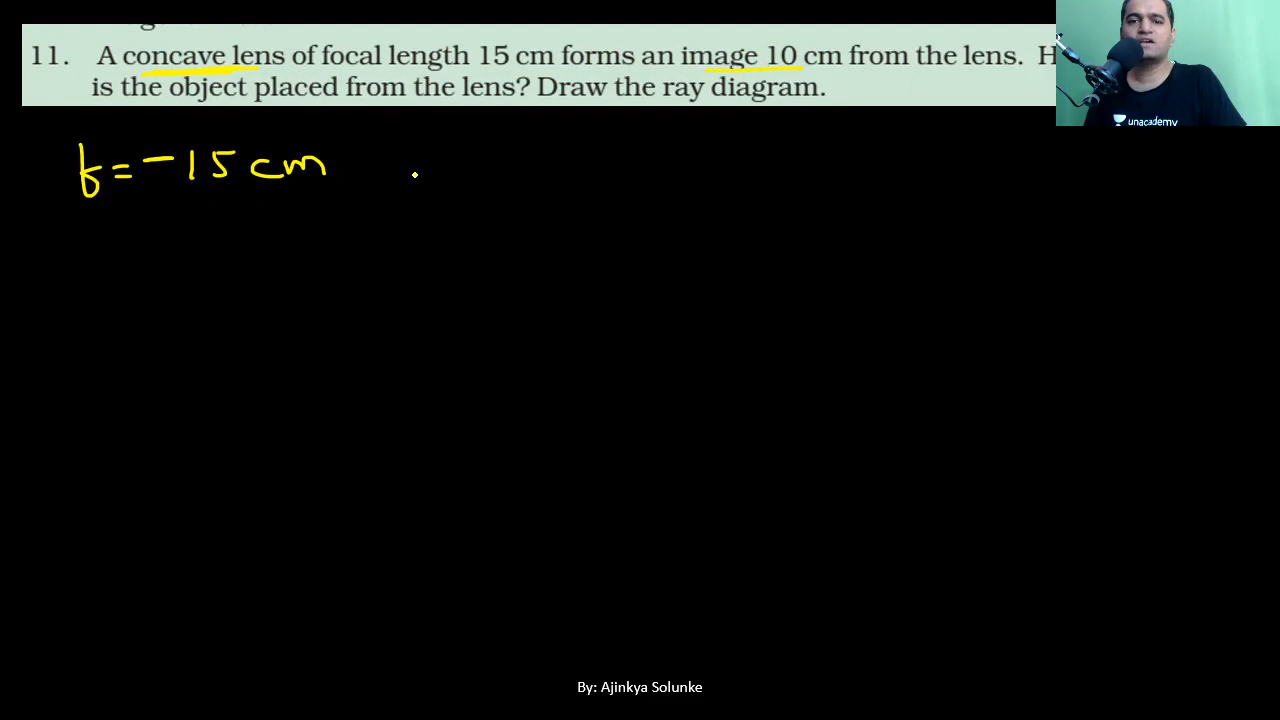 11. A concave lens of focal length 15 cm forms an image 10 cm from the lens. H
is the object placed from the lens? Draw the ray diagram.
unacademy
f = -15 cm
By: Ajinkya Solunke